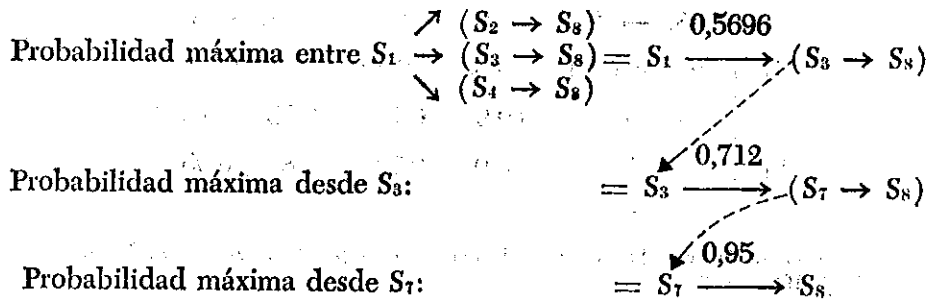 ↗ (S₂ → S₈) 0,5696
Probabilidad máxima entre S₁ → (S₃ → S₈) = S₁ ⟶ (S₃ → S₈)
↘ (S₄ → S₈)
0,712
Probabilidad máxima desde S₃: = S₃ ⟶ (S₇ → S₈)
0,95
Probabilidad máxima desde S₇: = S₇ ⟶ S₈